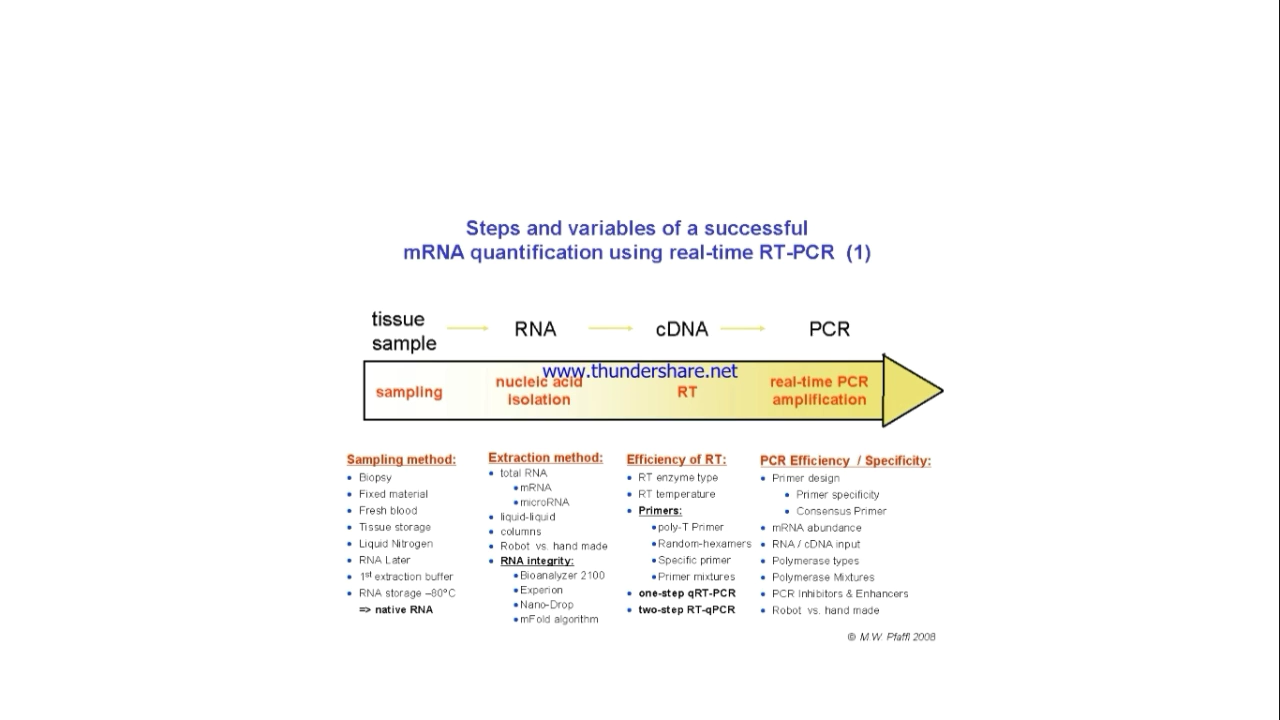 Steps and variables of a successful
mRNA quantification using real-time RT-PCR (1)
tissue
sample
RNA
cDNA
PCR
www.thundershare.net
sampling
nucleic acid
isolation
RT
real-time PCR
amplification
Sampling method:
• Biopsy
• Fixed material
• Fresh blood
• Tissue storage
• Liquid Nitrogen
• RNA Later
• 1st extraction buffer
• RNA storage –80°C
=> native RNA
Extraction method:
• total RNA
• mRNA
• microRNA
• liquid-liquid
• columns
• Robot vs. hand made
• RNA integrity:
• Bioanalyzer 2100
• Experion
• Nano-Drop
• mFold algorithm
Efficiency of RT:
• RT enzyme type
• RT temperature
• Primers:
• poly-T Primer
• Random-hexamers
• Specific primer
• Primer mixtures
• one-step qRT-PCR
• two-step RT-qPCR
PCR Efficiency / Specificity:
• Primer design
• Primer specificity
• Consensus Primer
• mRNA abundance
• RNA / cDNA input
• Polymerase types
• Polymerase Mixtures
• PCR Inhibitors & Enhancers
• Robot vs. hand made
© M.W. Pfaffl 2008